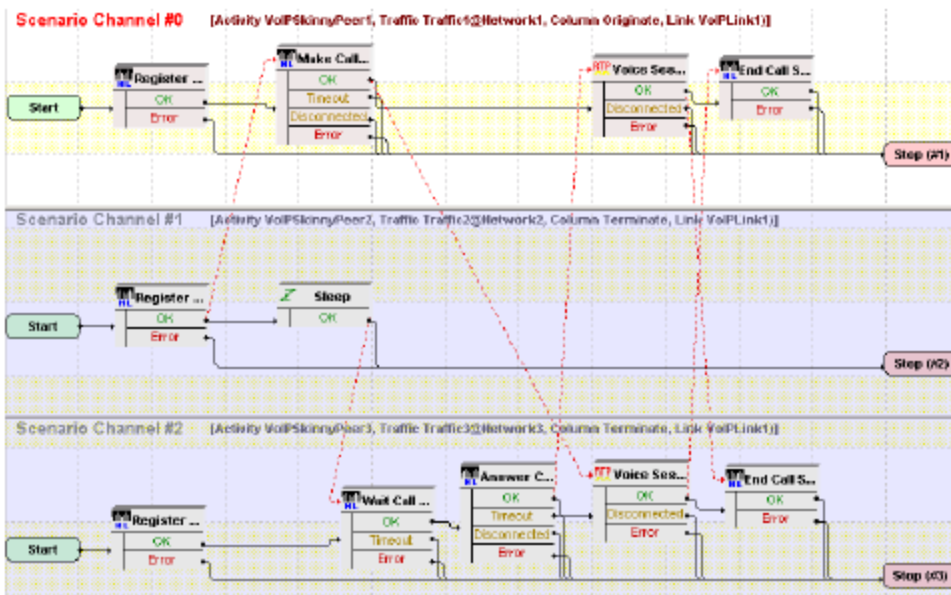 Scenario Channel #0 [Activity VoIPSkinnyPeer1, Traffic Traffic1@Network1, Column Originate, Link VoIPLink1)]
Start
Register ...
OK
Error
Make Call...
OK
Timeout
Disconnected
Error
Voice Ses...
OK
Disconnected
Error
End Call S...
OK
Error
Stop (#1)
Scenario Channel #1 [Activity VoIPSkinnyPeer2, Traffic Traffic2@Network2, Column Terminate, Link VoIPLink1)]
Start
Register ...
OK
Error
Sleep
OK
Stop (#2)
Scenario Channel #2 [Activity VoIPSkinnyPeer3, Traffic Traffic3@Network3, Column Terminate, Link VoIPLink1)]
Start
Register ...
OK
Error
Wait Call ...
OK
Timeout
Error
Answer C...
OK
Timeout
Disconnected
Error
Voice Ses...
OK
Disconnected
Error
End Call S...
OK
Error
Stop (#3)